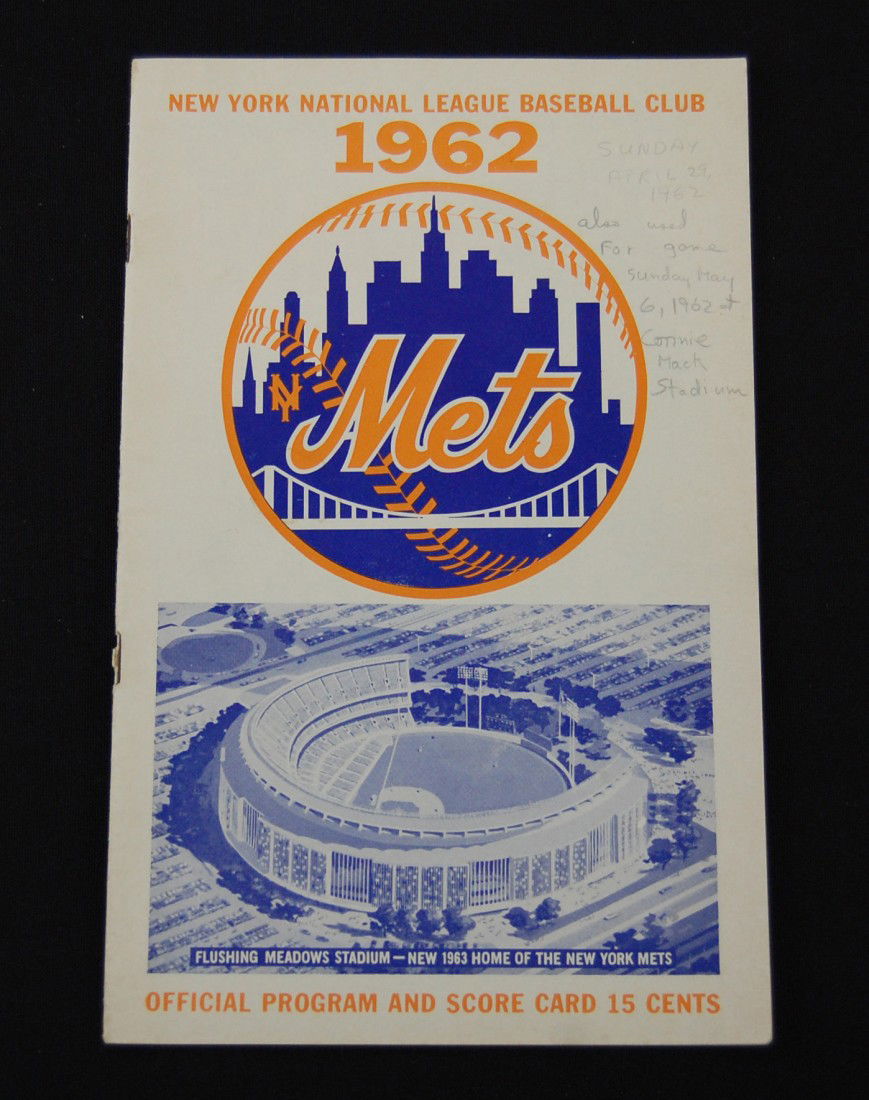 NEW YORK NATIONAL LEAGUE BASEBALL CLUB
1962
SUNDAY
APRIL 29,
1962
also used
For game
Sunday May
6, 1962 at
Connie
Mack
Stadium
NY
Mets
FLUSHING MEADOWS STADIUM — NEW 1963 HOME OF THE NEW YORK METS
OFFICIAL PROGRAM AND SCORE CARD 15 CENTS